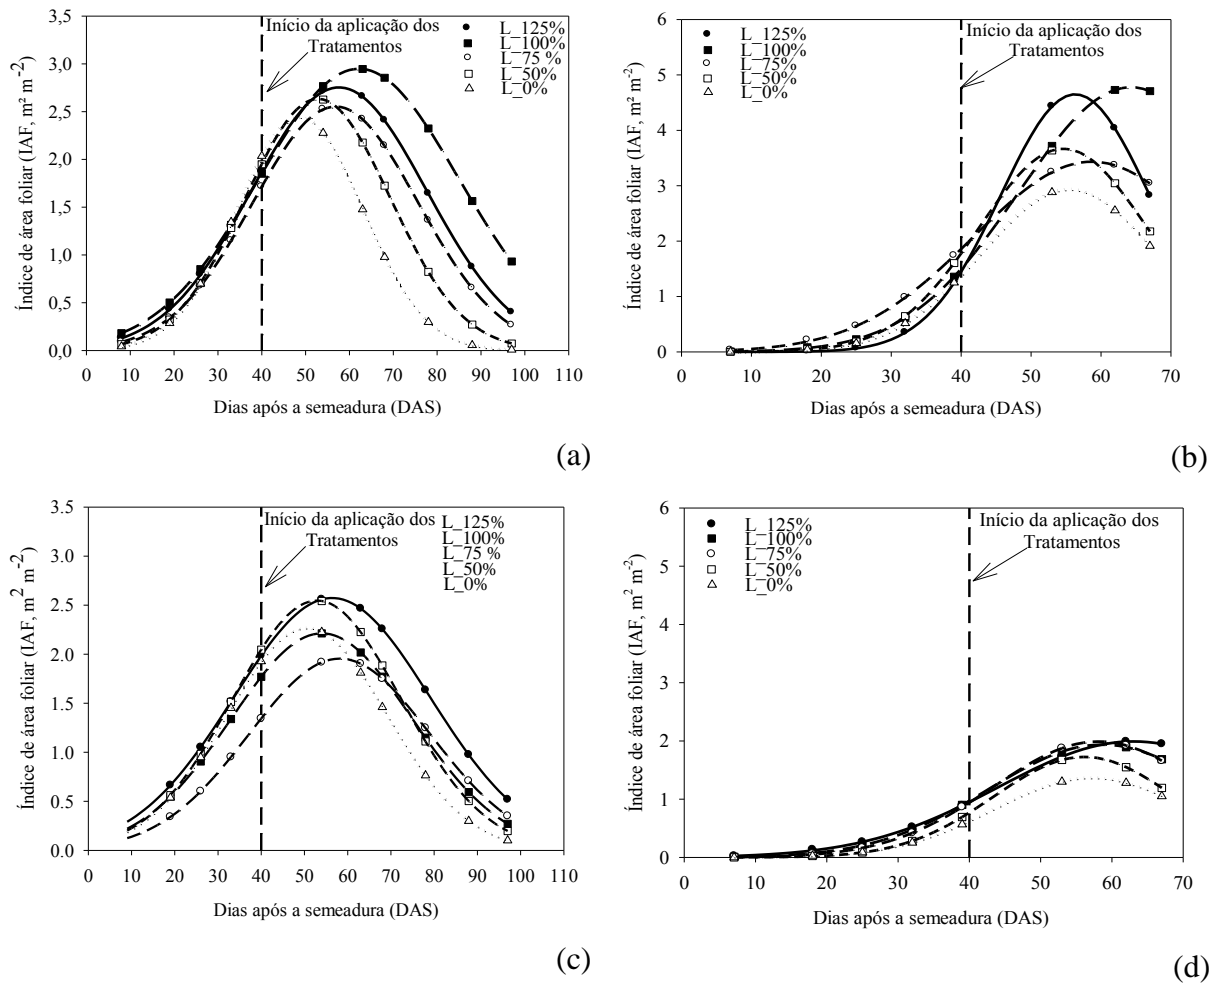 Índice de área foliar (IAF, m² m⁻²)
3.5
3.0
2.5
2.0
1.5
1.0
0.5
0.0
Início da aplicação dos
Tratamentos
L_125%
L_100%
L_75 %
L_50%
L_0%
0 10 20 30 40 50 60 70 80 90 100 110
Dias após a semeadura (DAS)
(a)
Índice de área foliar (IAF, m² m⁻²)
6
5
4
3
2
1
0
L_125%
L_100%
L_75%
L_50%
L_0%
Início da aplicação dos
Tratamentos
0 10 20 30 40 50 60 70
Dias após a semeadura (DAS)
(b)
Índice de área foliar (IAF, m² m⁻²)
3.5
3.0
2.5
2.0
1.5
1.0
0.5
0.0
Início da aplicação dos
Tratamentos
L_125%
L_100%
L_75 %
L_50%
L_0%
0 10 20 30 40 50 60 70 80 90 100 110
Dias após a semeadura (DAS)
(c)
Índice de área foliar (IAF, m² m⁻²)
6
5
4
3
2
1
0
L_125%
L_100%
L_75%
L_50%
L_0%
Início da aplicação dos
Tratamentos
0 10 20 30 40 50 60 70
Dias após a semeadura (DAS)
(d)